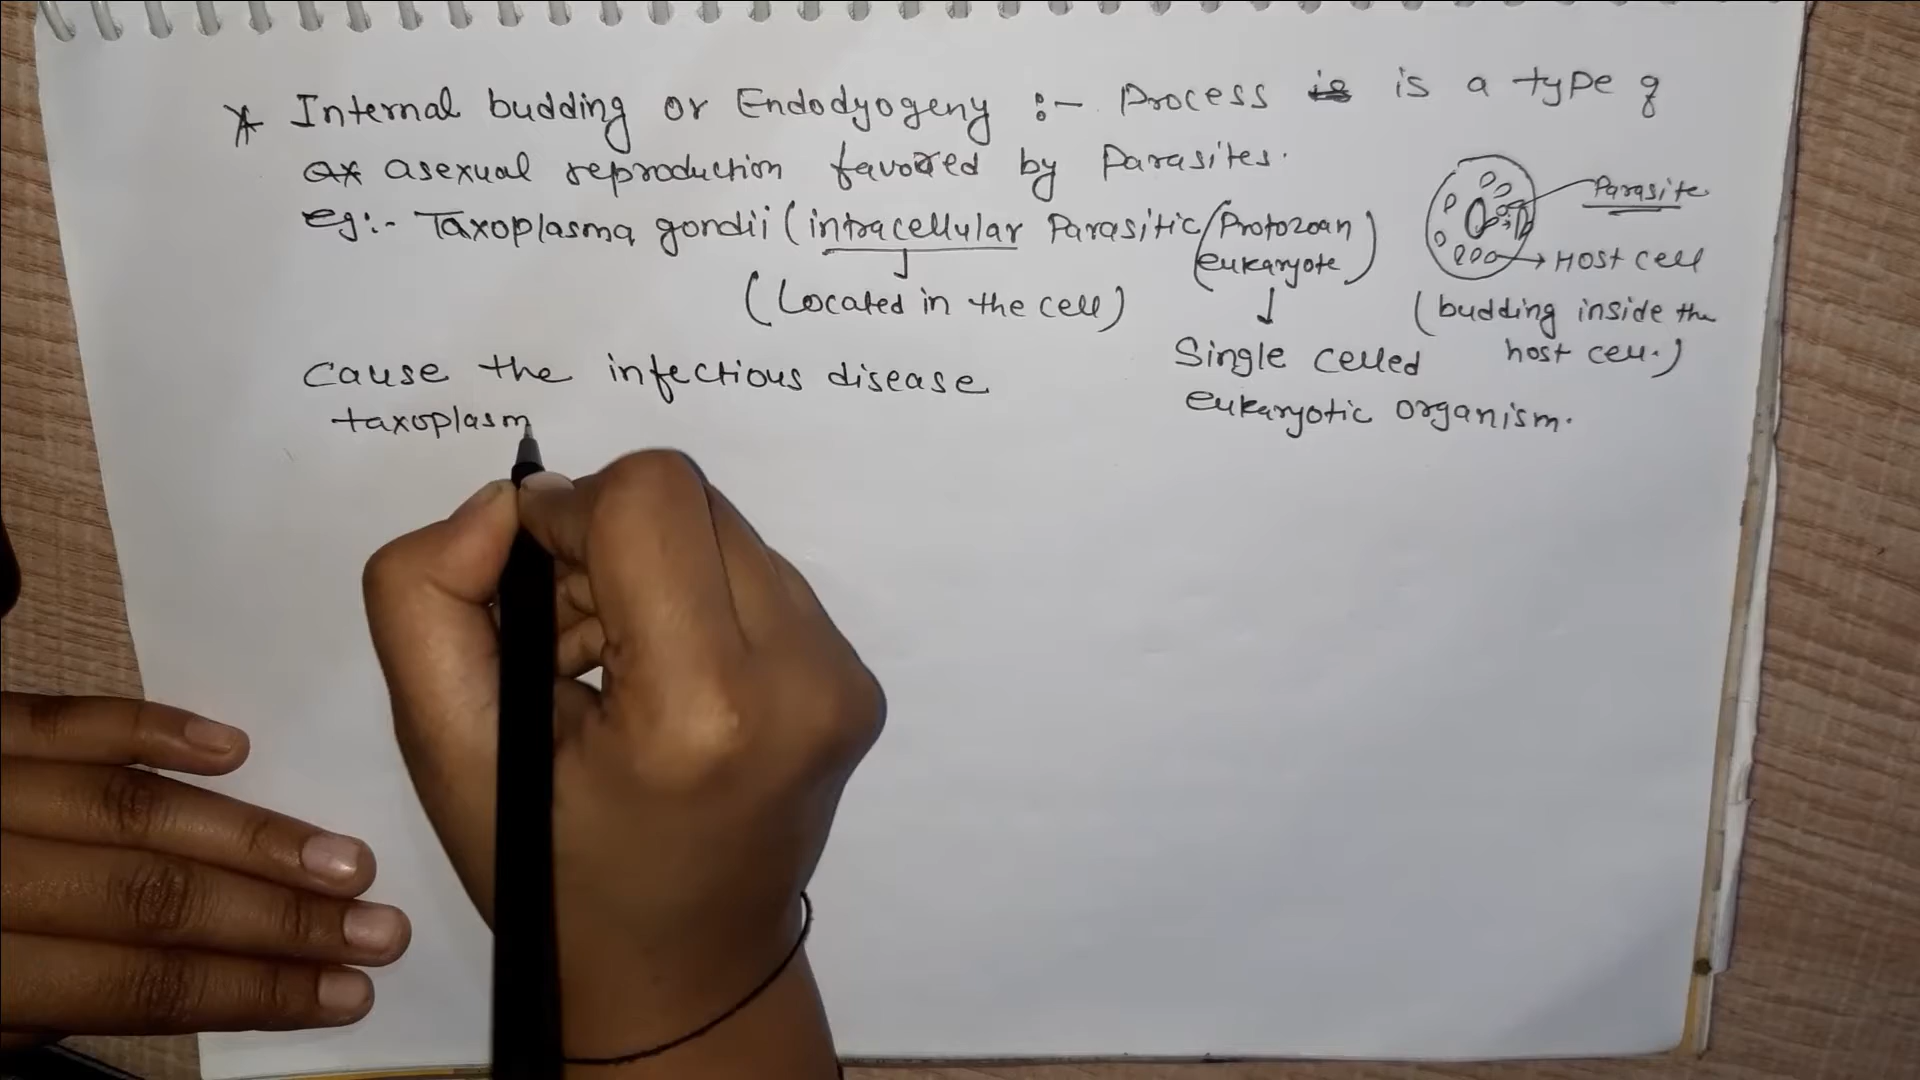 * Internal budding or Endodyogeny :- Process is is a type of
ax asexual reproduction favored by Parasites.
eg:- Taxoplasma gondii (intracellular Parasitic/Protozoan
eukaryote)
(Located in the cell)
Cause the infectious disease
taxoplasm
Single celled
eukaryotic organism.
Parasite
Host cell
(budding inside the
host cell.)